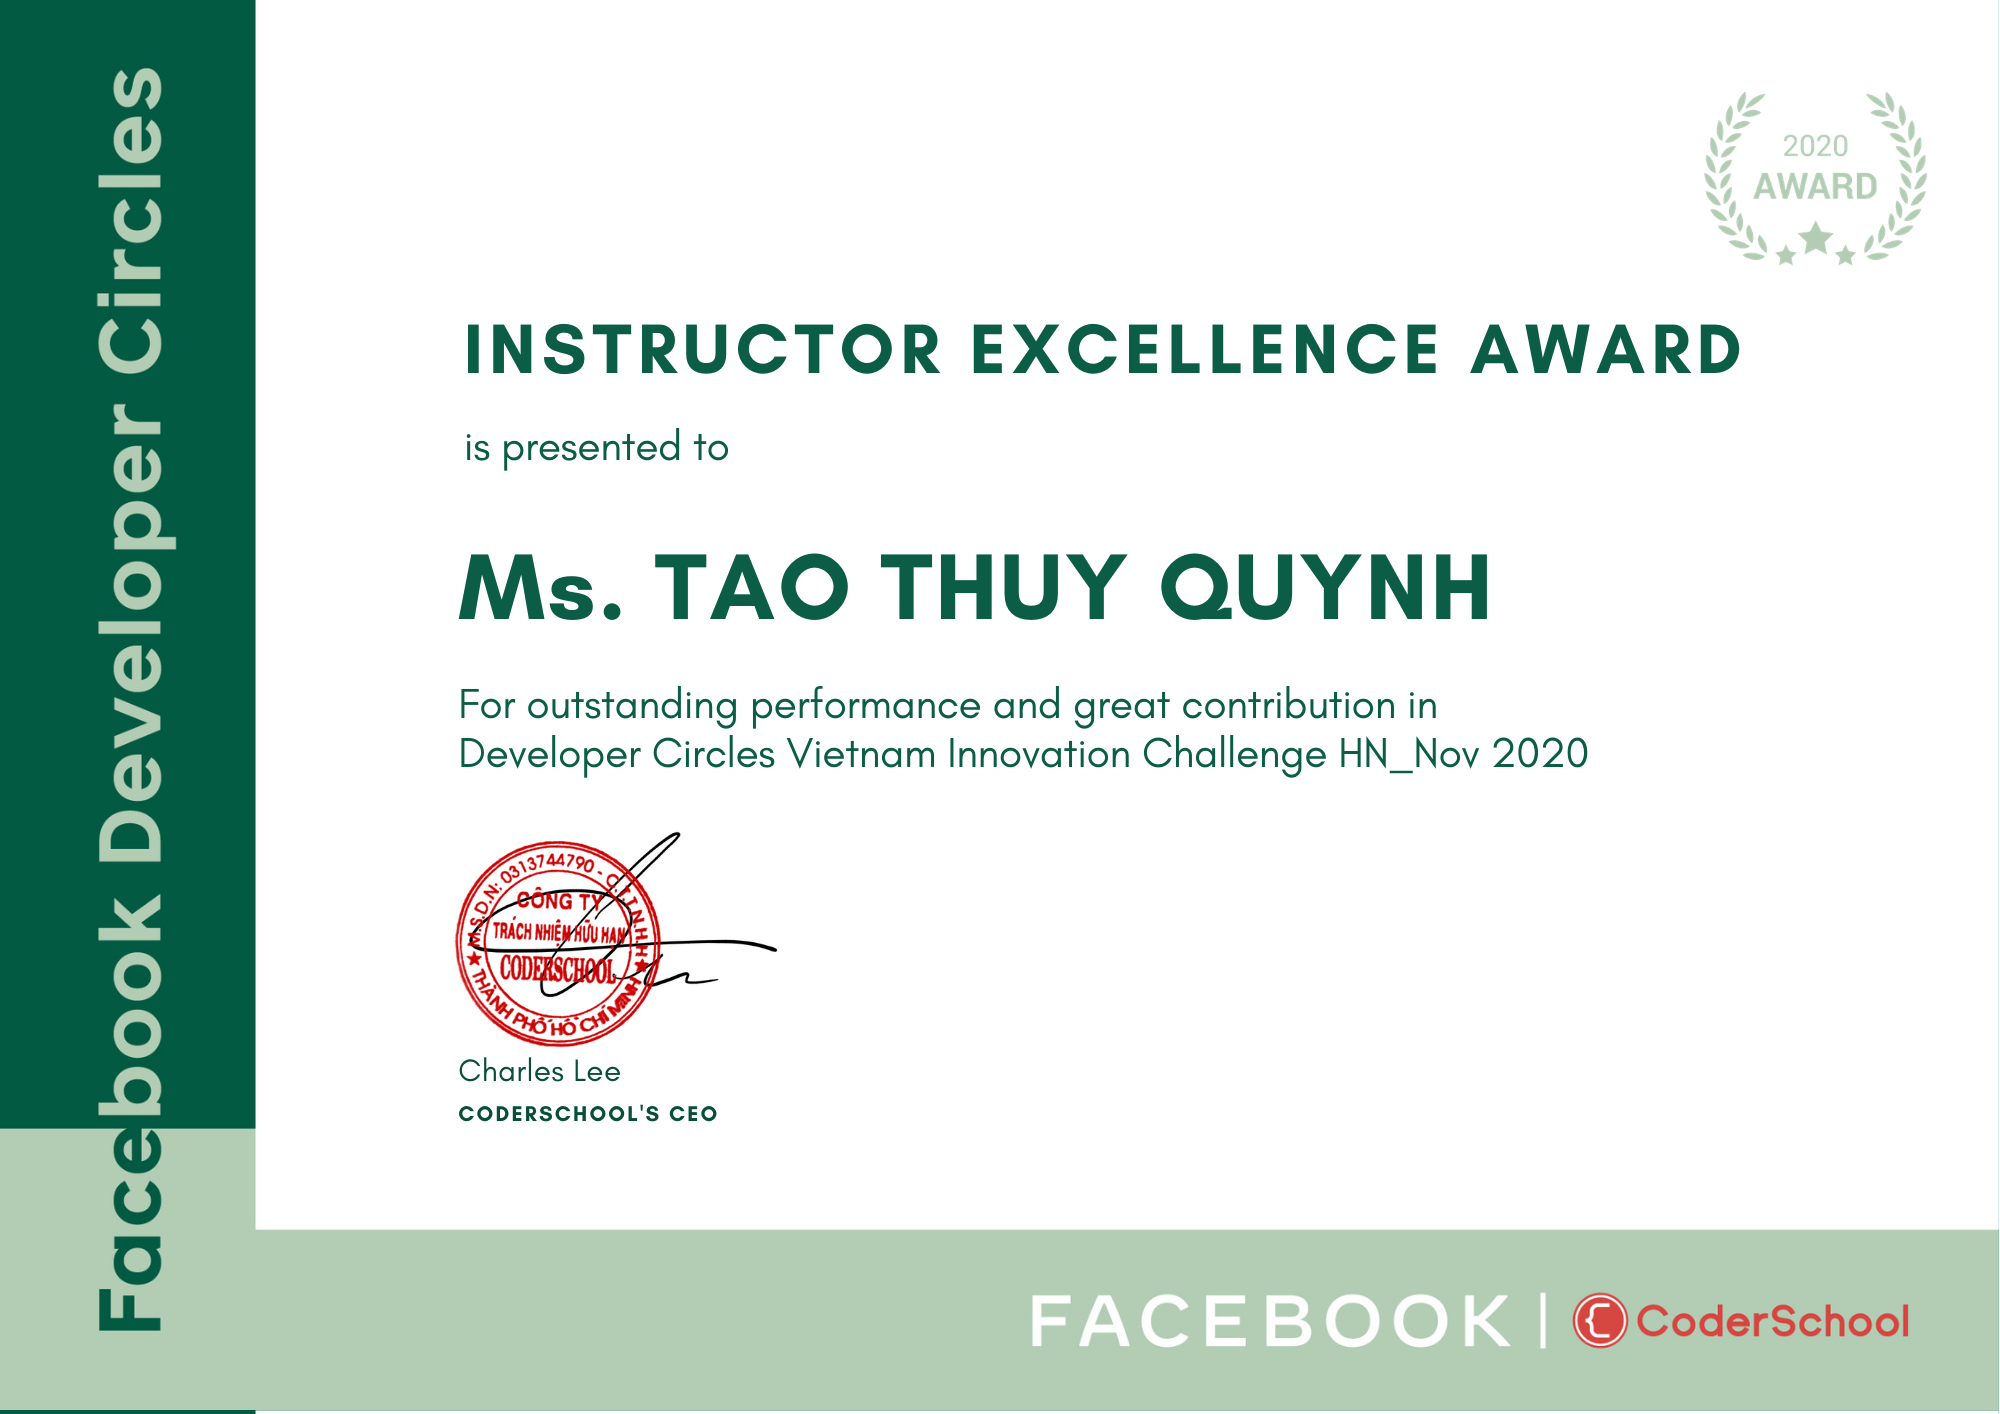 Facebook Developer Circles
2020
AWARD
INSTRUCTOR EXCELLENCE AWARD
is presented to
Ms. TAO THUY QUYNH
For outstanding performance and great contribution in
Developer Circles Vietnam Innovation Challenge HN_Nov 2020
M.S.D.N: 0313744790 - C.T.T.N.H.H
CÔNG TY
TRÁCH NHIỆM HỮU HẠN
CODERSCHOOL
THÀNH PHỐ HỒ CHÍ MINH
Charles Lee
CODERSCHOOL'S CEO
FACEBOOK | CoderSchool